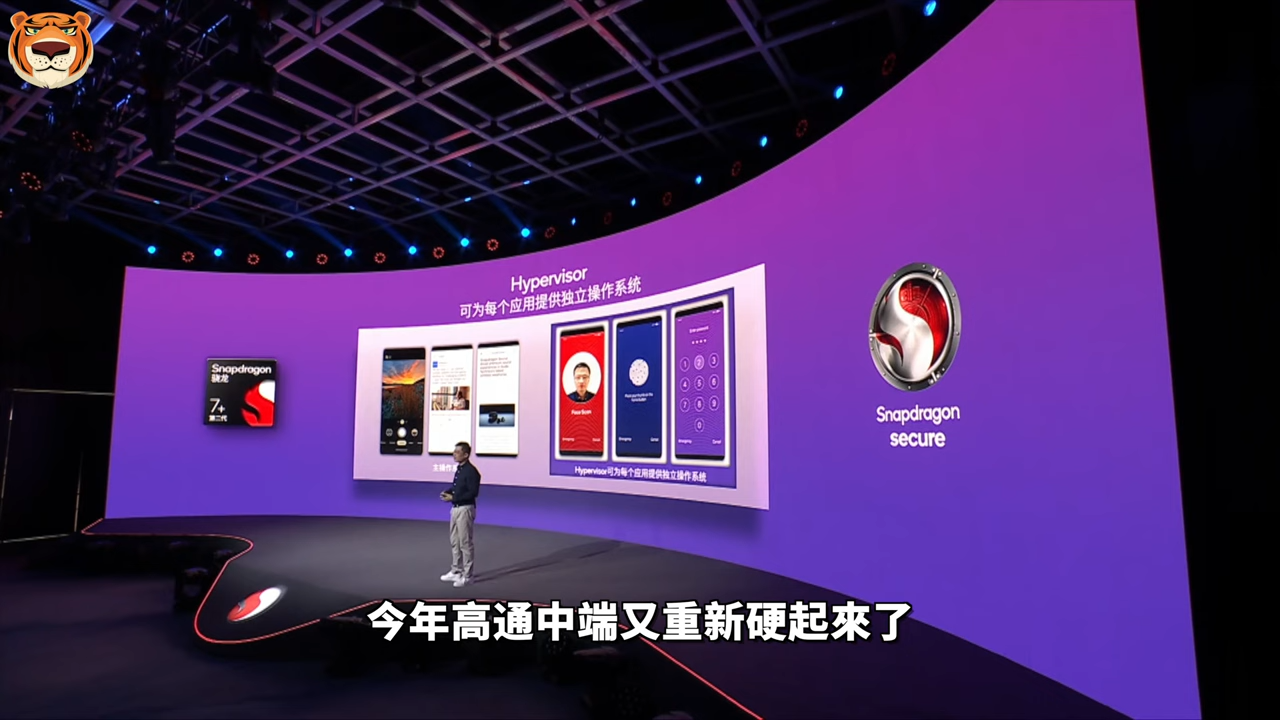 Hypervisor
可为每个应用提供独立操作系统
Snapdragon
骁龙
7+
第二代
Face Scan
主操作
Hypervisor可为每个应用提供独立操作系统
Snapdragon
secure
今年高通中端又重新硬起來了